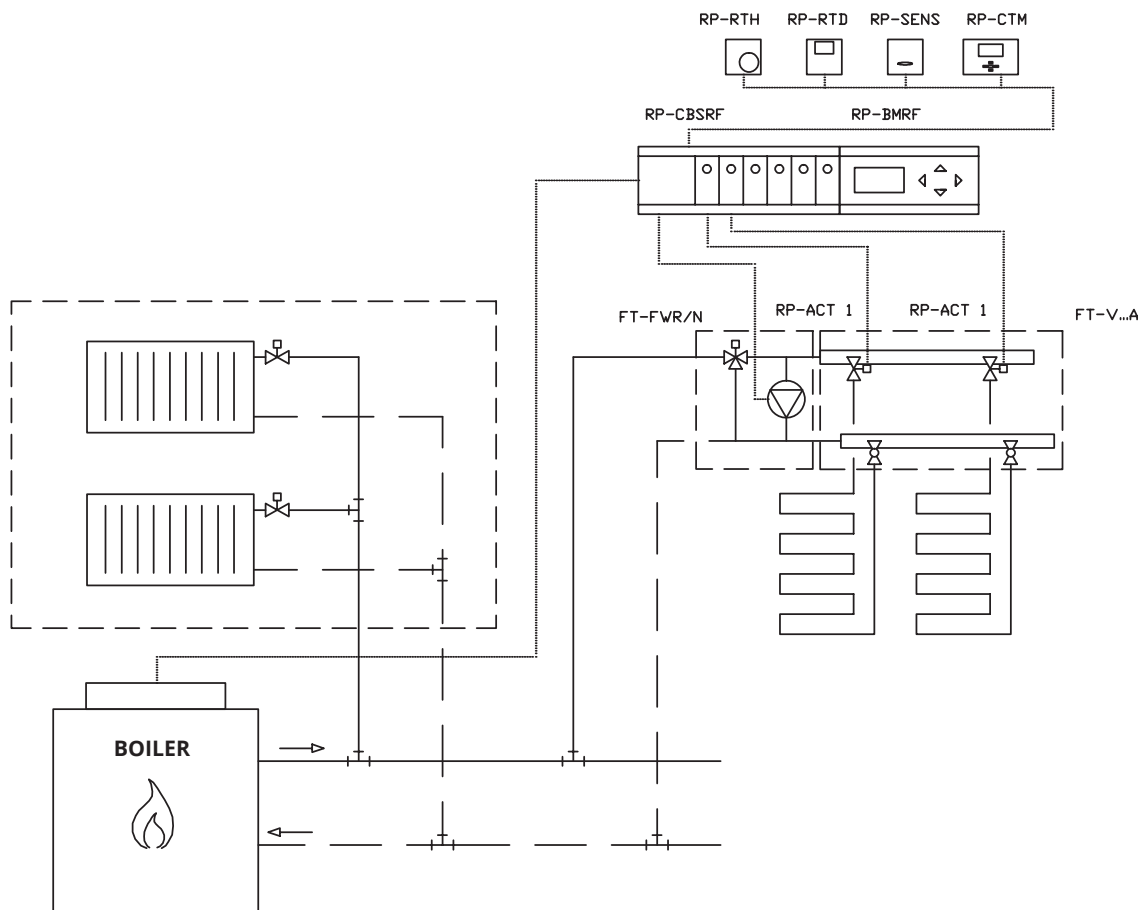 RP-RTH RP-RTD RP-SENS RP-CTM
RP-CBSRF RP-BMRF
FT-FWR/N RP-ACT 1 RP-ACT 1 FT-V...A
BOILER